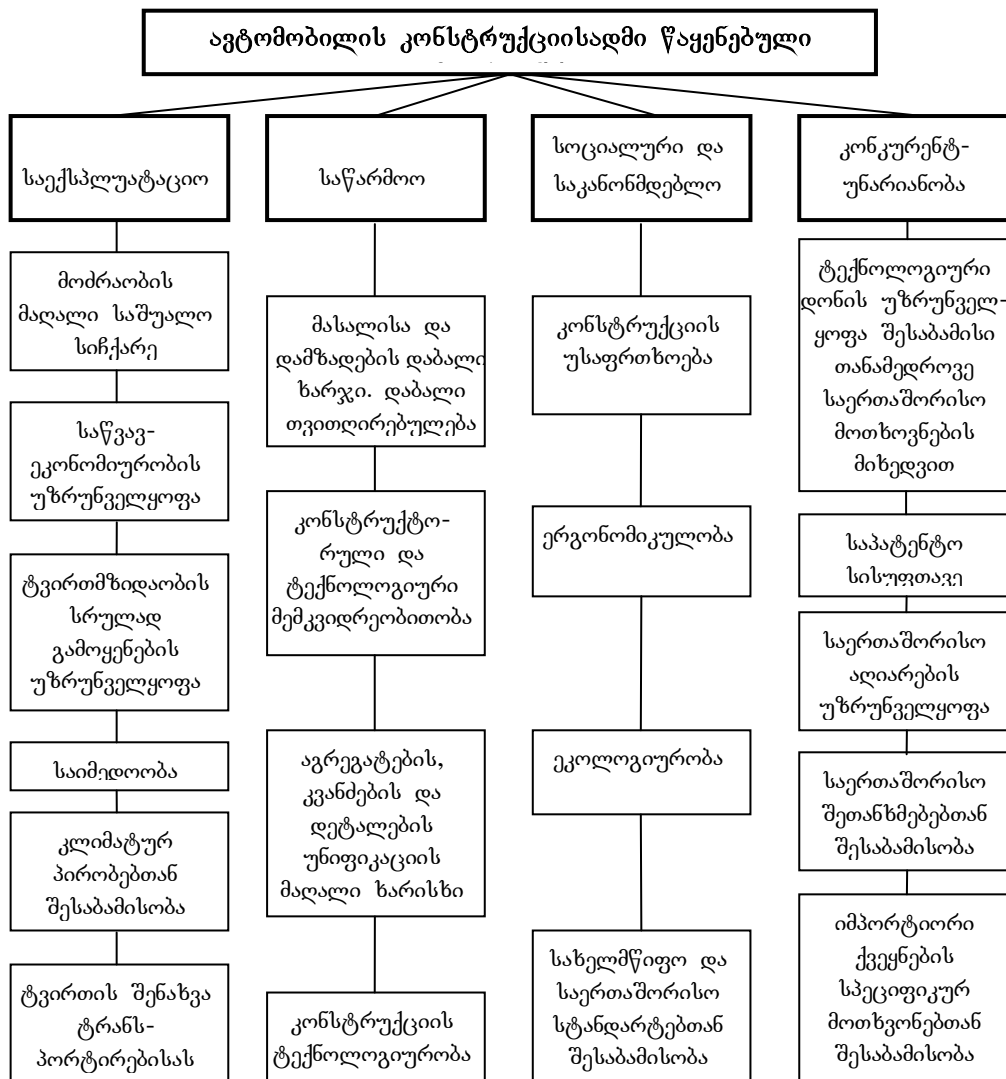 ავტომობილის კონსტრუქციისადმი წაყენებული
საექსპლუატაციო
მოძრაობის
მაღალი საშუალო
სიჩქარე
საწვავ-
ეკონომიურობის
უზრუნველყოფა
ტვირთმზიდაობის
სრულად
გამოყენების
უზრუნველყოფა
საიმედოობა
კლიმატურ
პირობებთან
შესაბამისობა
ტვირთის შენახვა
ტრანს-
პორტირებისას
საწარმოო
მასალისა და
დამზადების დაბალი
ხარჯი. დაბალი
თვითღირებულება
კონსტრუქტო-
რული და
ტექნოლოგიური
მემკვიდრეობითობა
აგრეგატების,
კვანძების და
დეტალების
უნიფიკაციის
მაღალი ხარისხი
კონსტრუქციის
ტექნოლოგიურობა
სოციალური და
საკანონმდებლო
კონსტრუქციის
უსაფრთხოება
ერგონომიკულობა
ეკოლოგიურობა
სახელმწიფო და
საერთაშორისო
სტანდარტებთან
შესაბამისობა
კონკურენტ-
უნარიანობა
ტექნოლოგიური
დონის უზრუნველ-
ყოფა შესაბამისი
თანამედროვე
საერთაშორისო
მოთხოვნების
მიხედვით
საპატენტო
სისუფთავე
საერთაშორისო
აღიარების
უზრუნველყოფა
საერთაშორისო
შეთანხმებებთან
შესაბამისობა
იმპორტიორი
ქვეყნების
სპეციფიკურ
მოთხვონებთან
შესაბამისობა